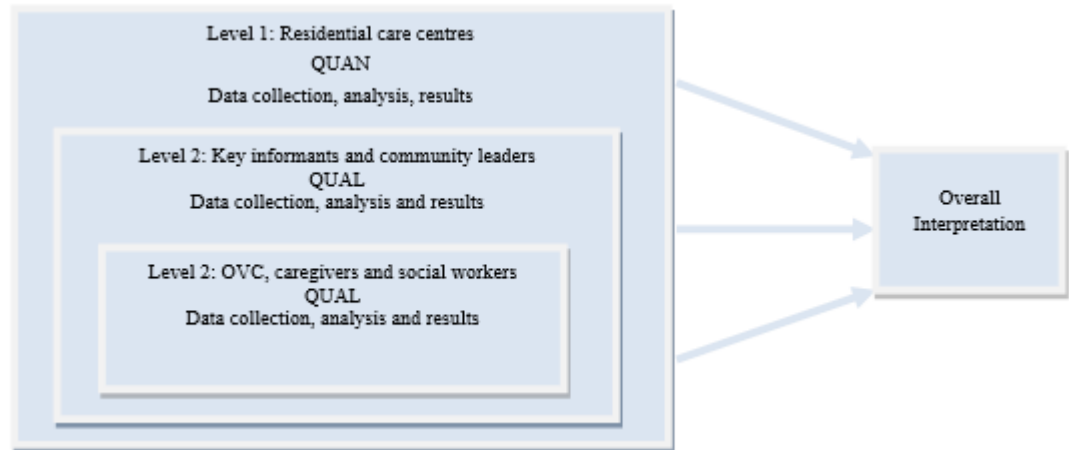 Level 1: Residential care centres
QUAN
Data collection, analysis, results
Level 2: Key informants and community leaders
QUAL
Data collection, analysis and results
Level 2: OVC, caregivers and social workers
QUAL
Data collection, analysis and results
Overall
Interpretation